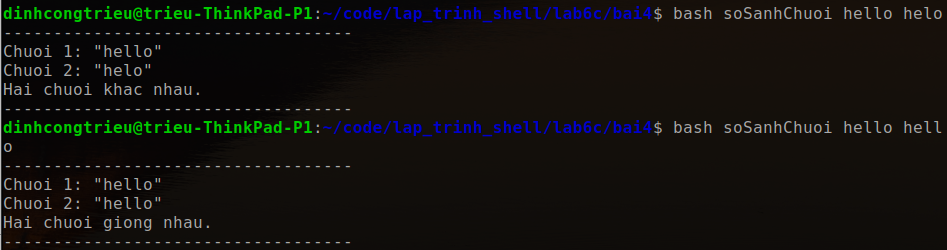 dinhcongtrieu@trieu-ThinkPad-P1:~/code/lap_trinh_shell/lab6c/bai4$ bash soSanhChuoi hello helo
-----------------------------------
Chuoi 1: "hello"
Chuoi 2: "helo"
Hai chuoi khac nhau.
-----------------------------------
dinhcongtrieu@trieu-ThinkPad-P1:~/code/lap_trinh_shell/lab6c/bai4$ bash soSanhChuoi hello hell
o
-----------------------------------
Chuoi 1: "hello"
Chuoi 2: "hello"
Hai chuoi giong nhau.
-----------------------------------